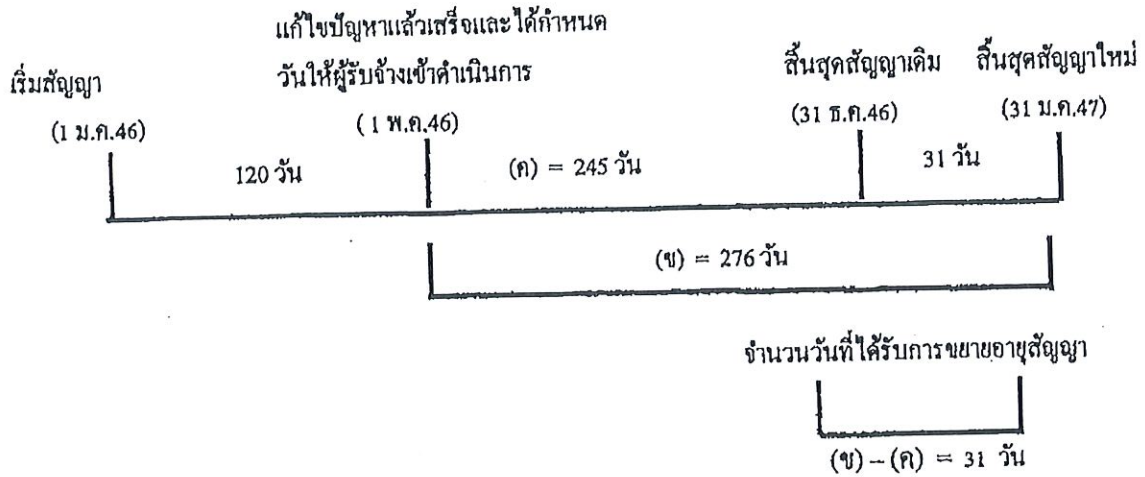 แก้ไขปัญหาแล้วเสร็จและได้กำหนด
วันให้ผู้รับจ้างเข้าดำเนินการ
เริ่มสัญญา
สิ้นสุดสัญญาเดิม
สิ้นสุดสัญญาใหม่
(1 ม.ค.46)
( 1 พ.ค.46)
(31 ธ.ค.46)
(31 ม.ค.47)
120 วัน
(ค) = 245 วัน
31 วัน
(ข) = 276 วัน
จำนวนวันที่ได้รับการขยายอายุสัญญา
(ข) – (ค) = 31 วัน